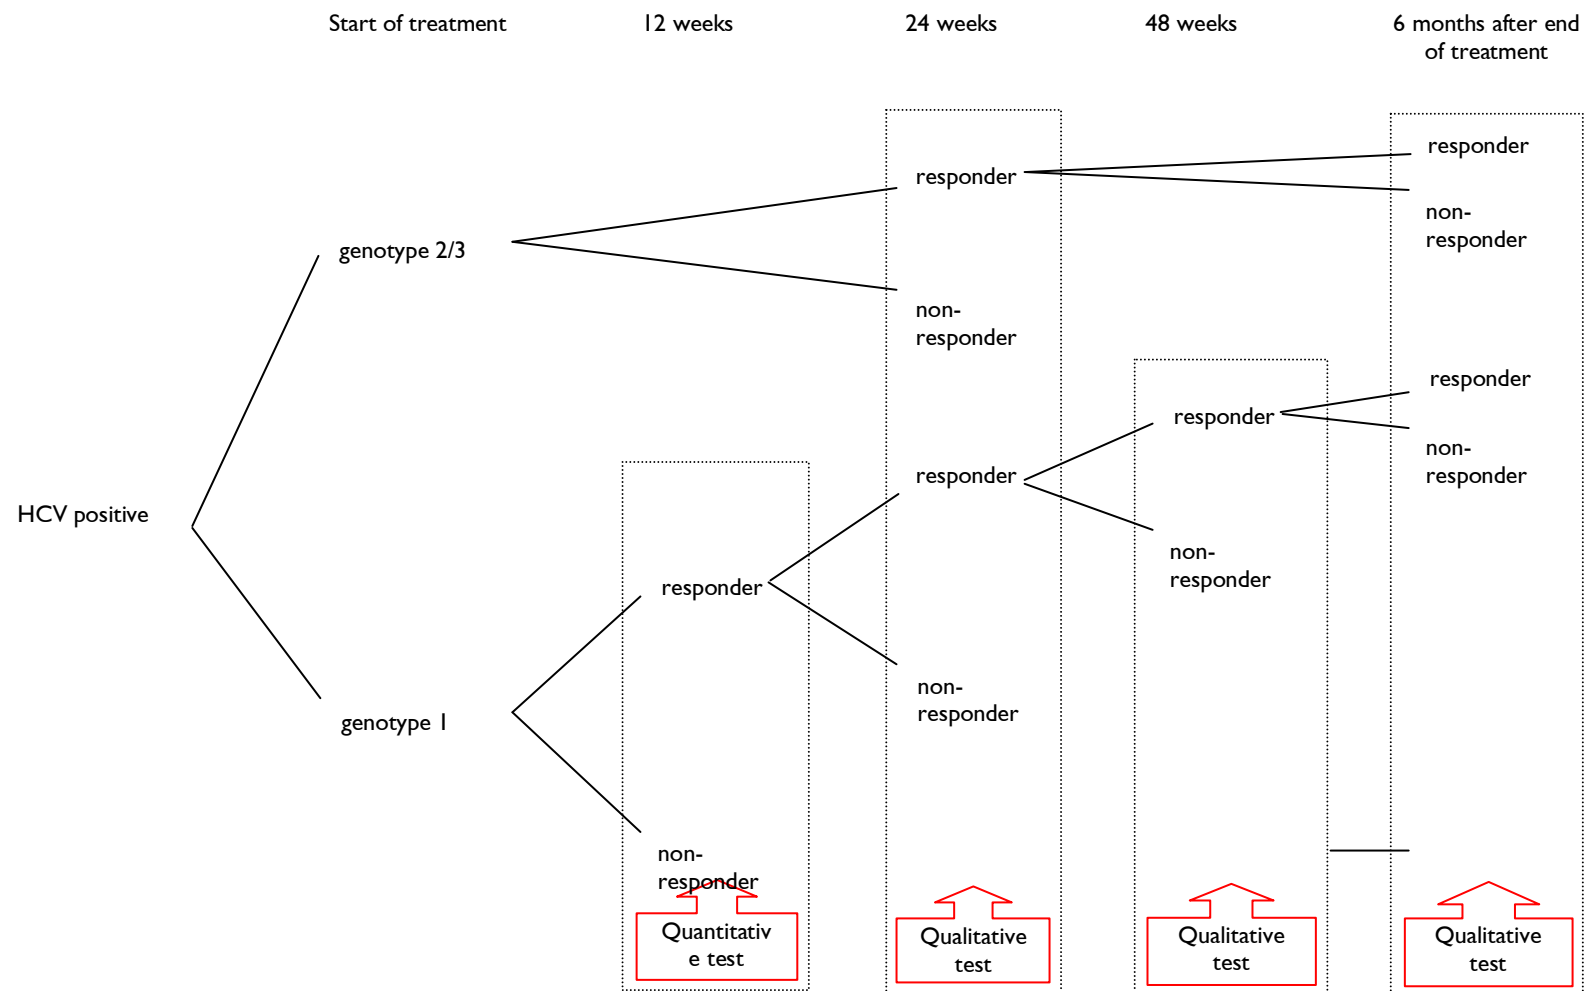 Start of treatment
12 weeks
24 weeks
48 weeks
6 months after end
of treatment
responder
responder
non-
responder
genotype 2/3
non-
responder
responder
responder
non-
responder
responder
HCV positive
non-
responder
responder
non-
responder
genotype 1
non-
responder
Quantitativ
e test
Qualitative
test
Qualitative
test
Qualitative
test